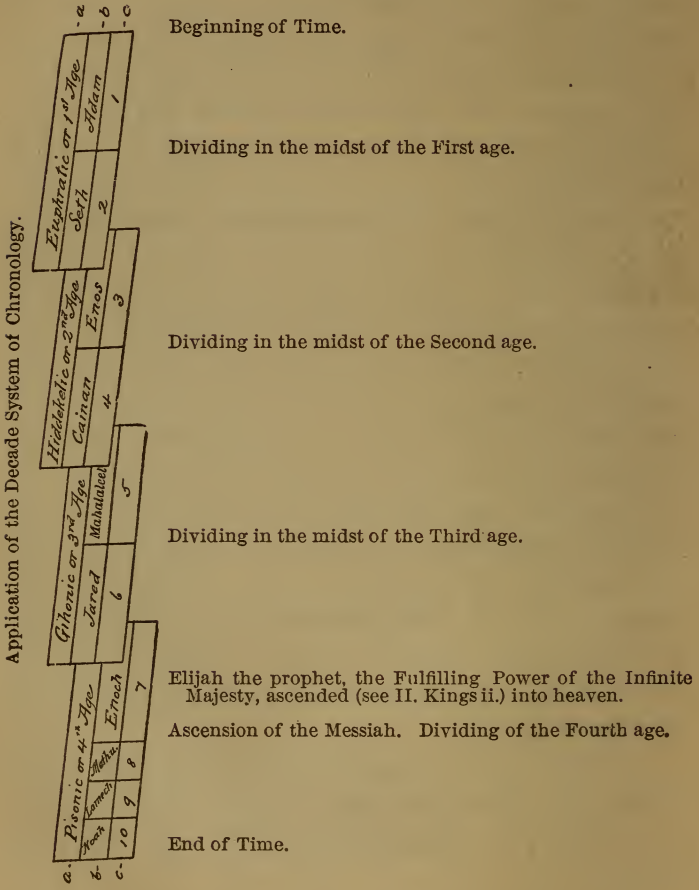 Application of the Decade System of Chronology.
-a
-b
-c
Euphratic or 1st Age
Adam
1
Seth
2
Hiddekelic or 2nd Age
Enos
3
Cainan
4
Gihonic or 3rd Age
Mahalaleel
5
Jared
6
Pisonic or 4th Age
Enoch
7
Methu.
8
Lamech
9
Noah
10
a-
b-
c-
Beginning of Time.
Dividing in the midst of the First age.
Dividing in the midst of the Second age.
Dividing in the midst of the Third age.
Elijah the prophet, the Fulfilling Power of the Infinite
Majesty, ascended (see II. Kings ii.) into heaven.
Ascension of the Messiah. Dividing of the Fourth age.
End of Time.